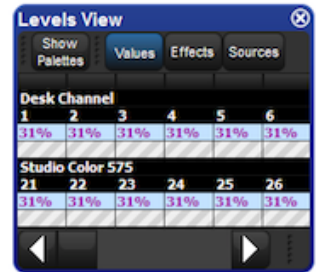 Levels View
Show Palettes Values Effects Sources
Desk Channel
1 2 3 4 5 6
31% 31% 31% 31% 31% 31%
Studio Color 575
21 22 23 24 25 26
31% 31% 31% 31% 31% 31%